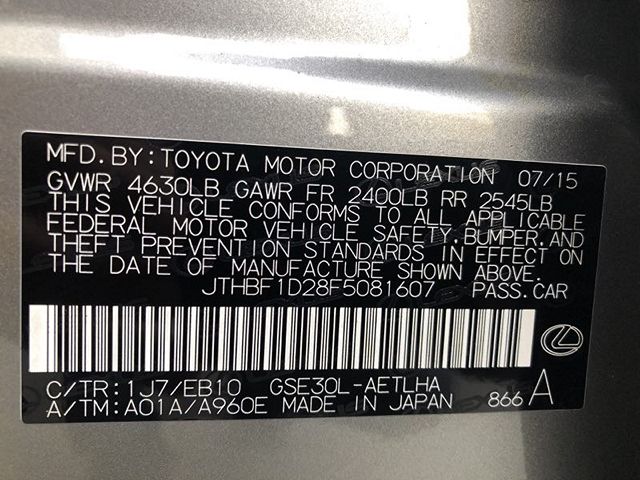 MFD.BY:TOYOTA MOTOR CORPORATION 07/15
GVWR 4630LB GAWR FR 2400LB RR 2545LB
THIS VEHICLE CONFORMS TO ALL APPLICABLE
FEDERAL MOTOR VEHICLE SAFETY,BUMPER,AND
THEFT PREVENTION STANDARDS IN EFFECT ON
THE DATE OF MANUFACTURE SHOWN ABOVE.
JTHBF1D28F5081607 PASS.CAR
C/TR:1J7/EB10 GSE30L-AETLHA
A/TM:A01A/A960E MADE IN JAPAN 866 A